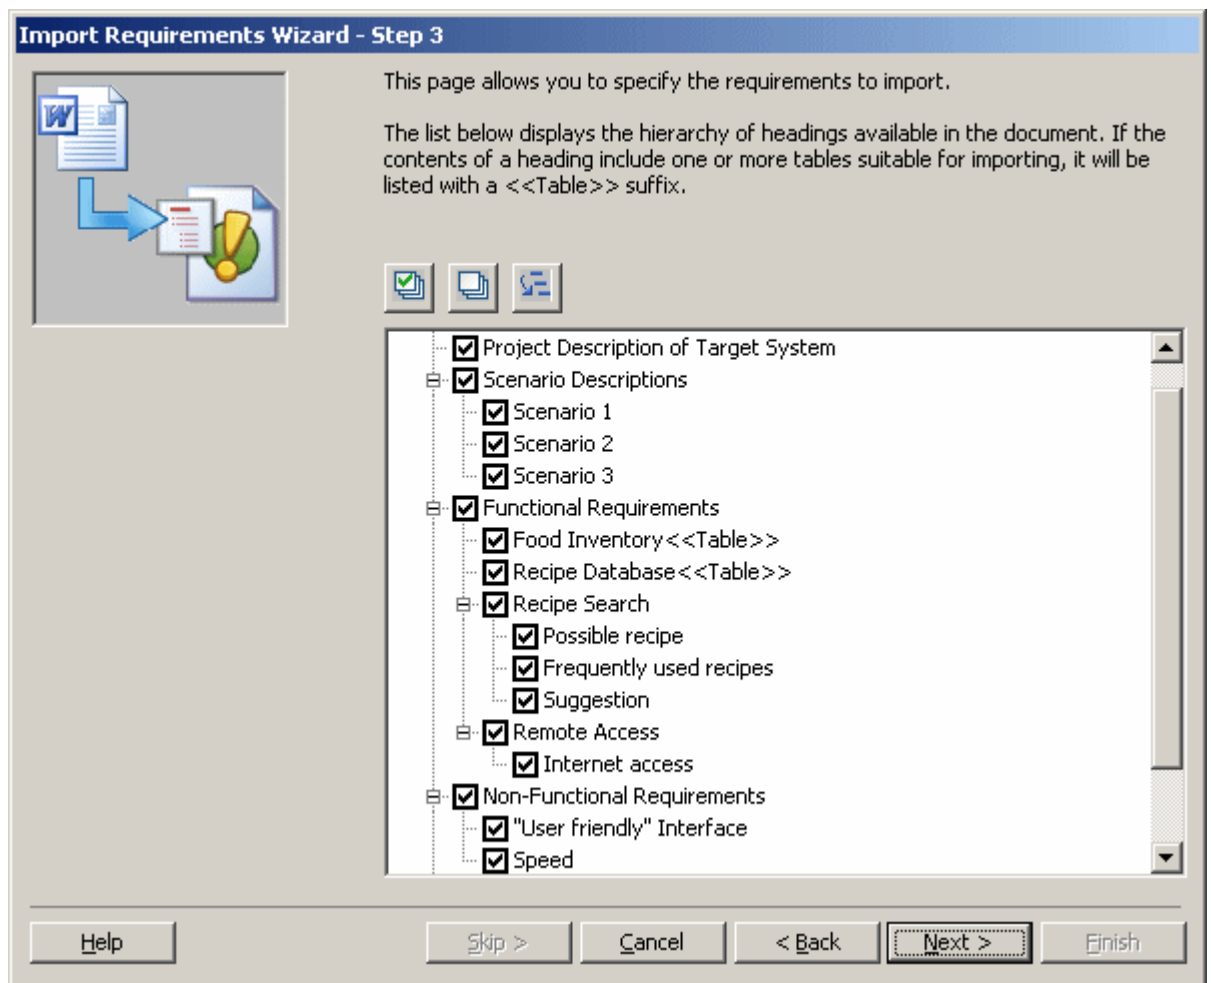 Import Requirements Wizard - Step 3
This page allows you to specify the requirements to import.
The list below displays the hierarchy of headings available in the document. If the
contents of a heading include one or more tables suitable for importing, it will be
listed with a <<Table>> suffix.
W
Project Description of Target System
Scenario Descriptions
Scenario 1
Scenario 2
Scenario 3
Functional Requirements
Food Inventory<<Table>>
Recipe Database<<Table>>
Recipe Search
Possible recipe
Frequently used recipes
Suggestion
Remote Access
Internet access
Non-Functional Requirements
"User friendly" Interface
Speed
Help
Skip >
Cancel
< Back
Next >
Finish